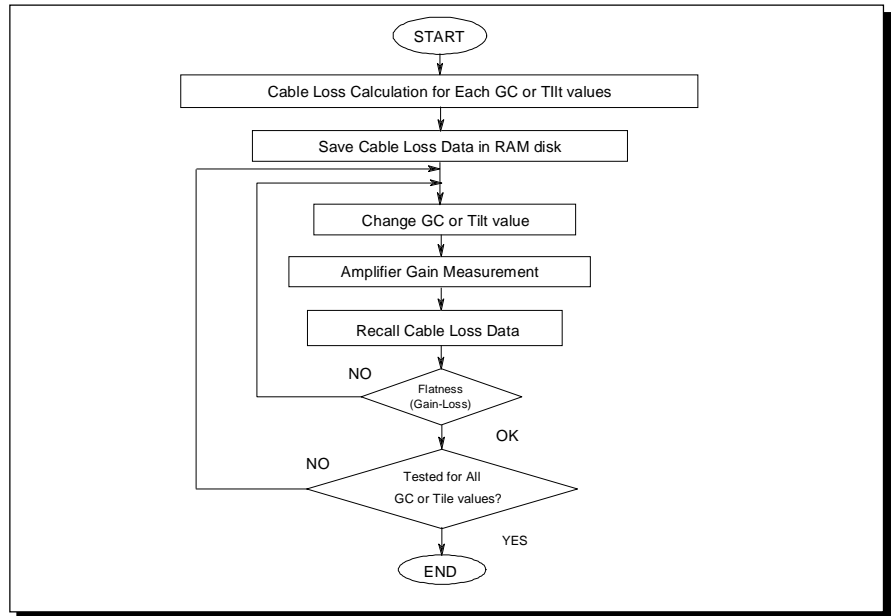 START
Cable Loss Calculation for Each GC or TIlt values
Save Cable Loss Data in RAM disk
Change GC or Tilt value
Amplifier Gain Measurement
Recall Cable Loss Data
NO
Flatness
(Gain-Loss)
OK
NO
Tested for All
GC or Tile values?
YES
END